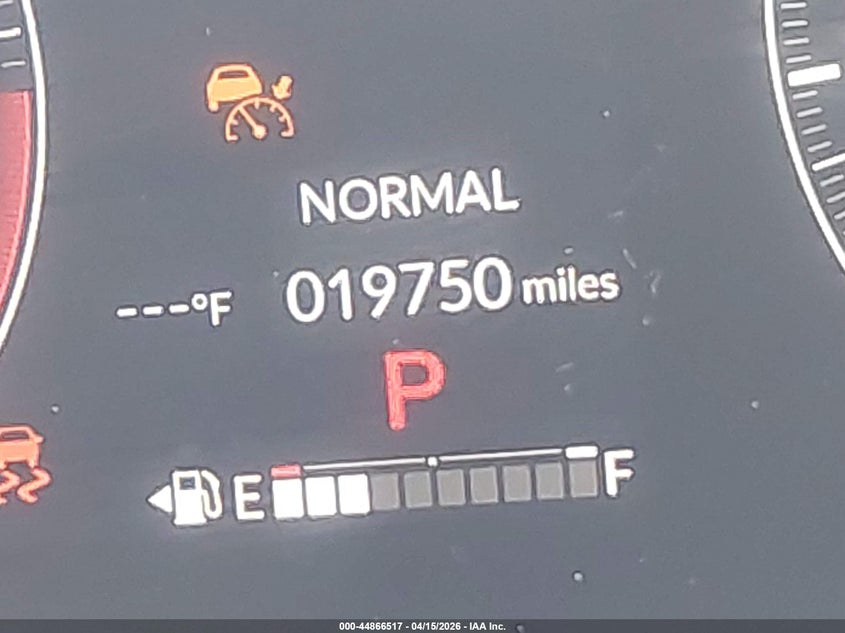 NORMAL
---°F 019750 miles
P
E F
000-44866517 - 04/15/2026 - IAA Inc.